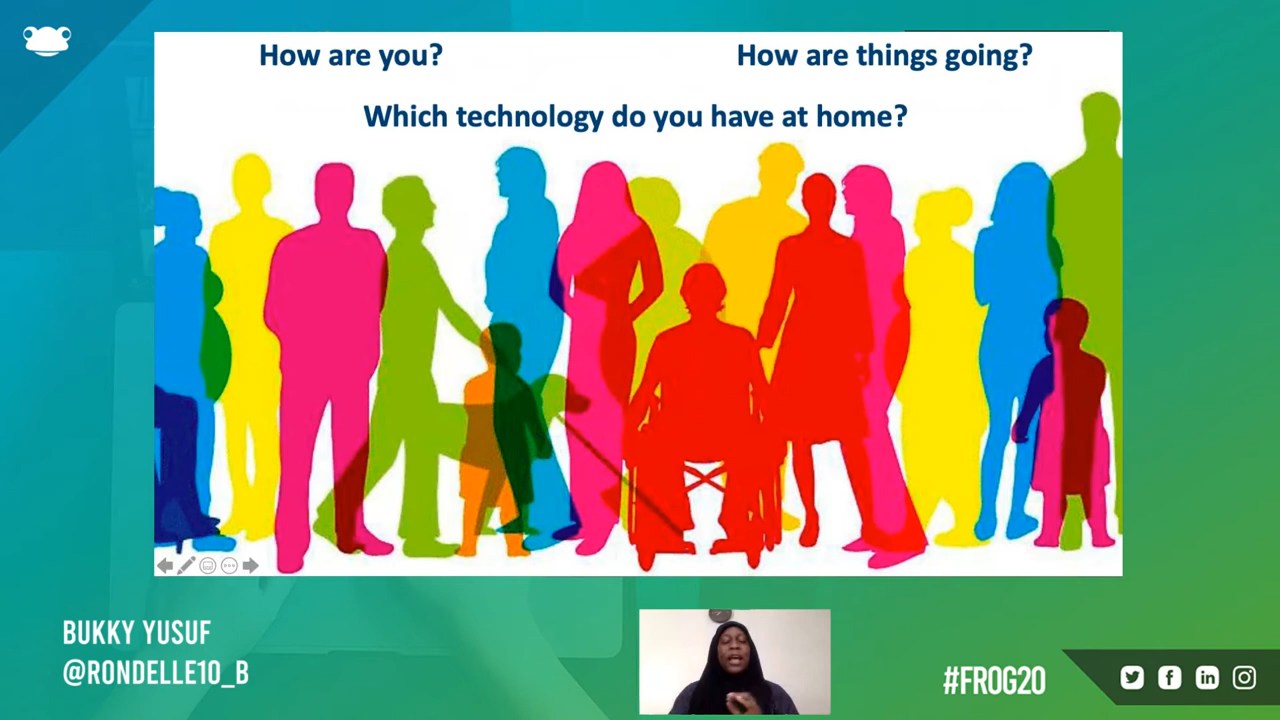 How are you?
How are things going?
Which technology do you have at home?
BUKKY YUSUF
@RONDELLE10_B
#FROG20